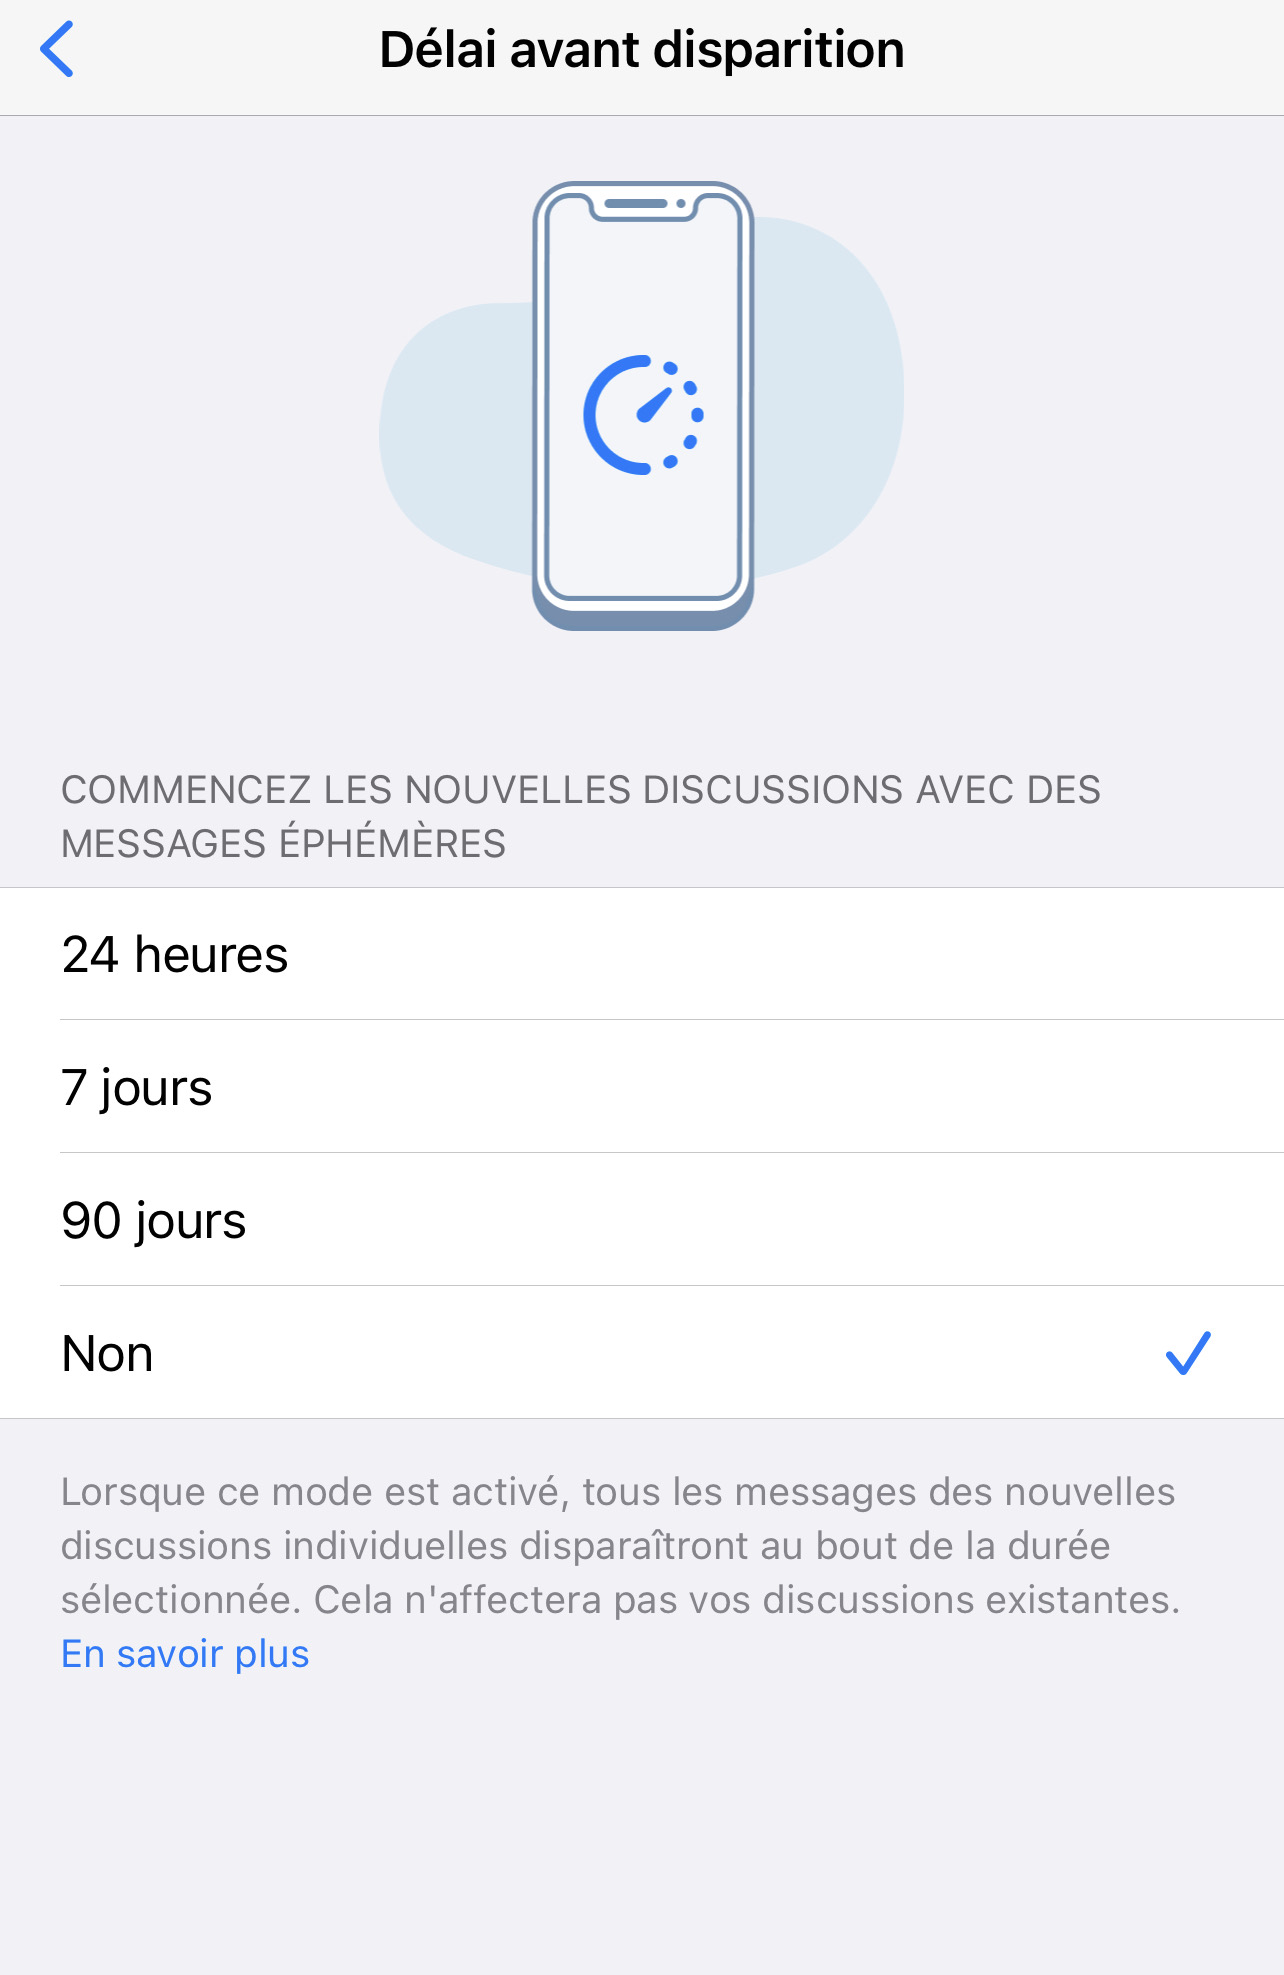 Délai avant disparition
COMMENCEZ LES NOUVELLES DISCUSSIONS AVEC DES
MESSAGES ÉPHÉMÈRES
24 heures
7 jours
90 jours
Non
Lorsque ce mode est activé, tous les messages des nouvelles
discussions individuelles disparaîtront au bout de la durée
sélectionnée. Cela n'affectera pas vos discussions existantes.
En savoir plus